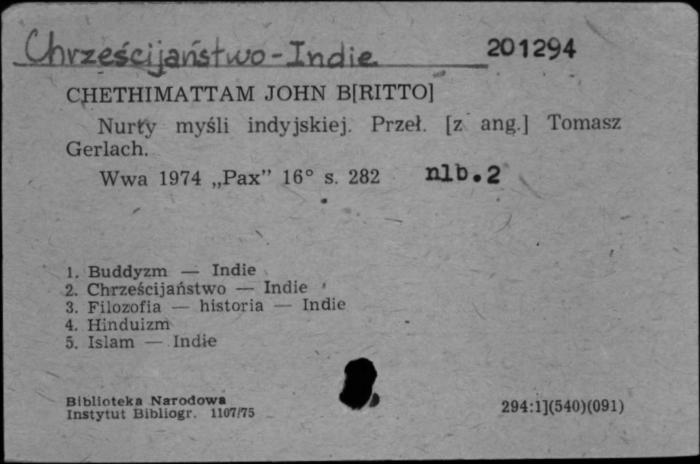 Chrześcijaństwo-Indie 201294
CHETHIMATTAM JOHN B[RITTO]
Nurty myśli indyjskiej. Przeł. [z ang.] Tomasz
Gerlach.
Wwa 1974 „Pax” 16° s. 282 nlb.2
1. Buddyzm — Indie
2. Chrześcijaństwo — Indie
3. Filozofia — historia — Indie
4. Hinduizm
5. Islam — Indie
Biblioteka Narodowa
Instytut Bibliogr. 1107/75
294:1](540)(091)